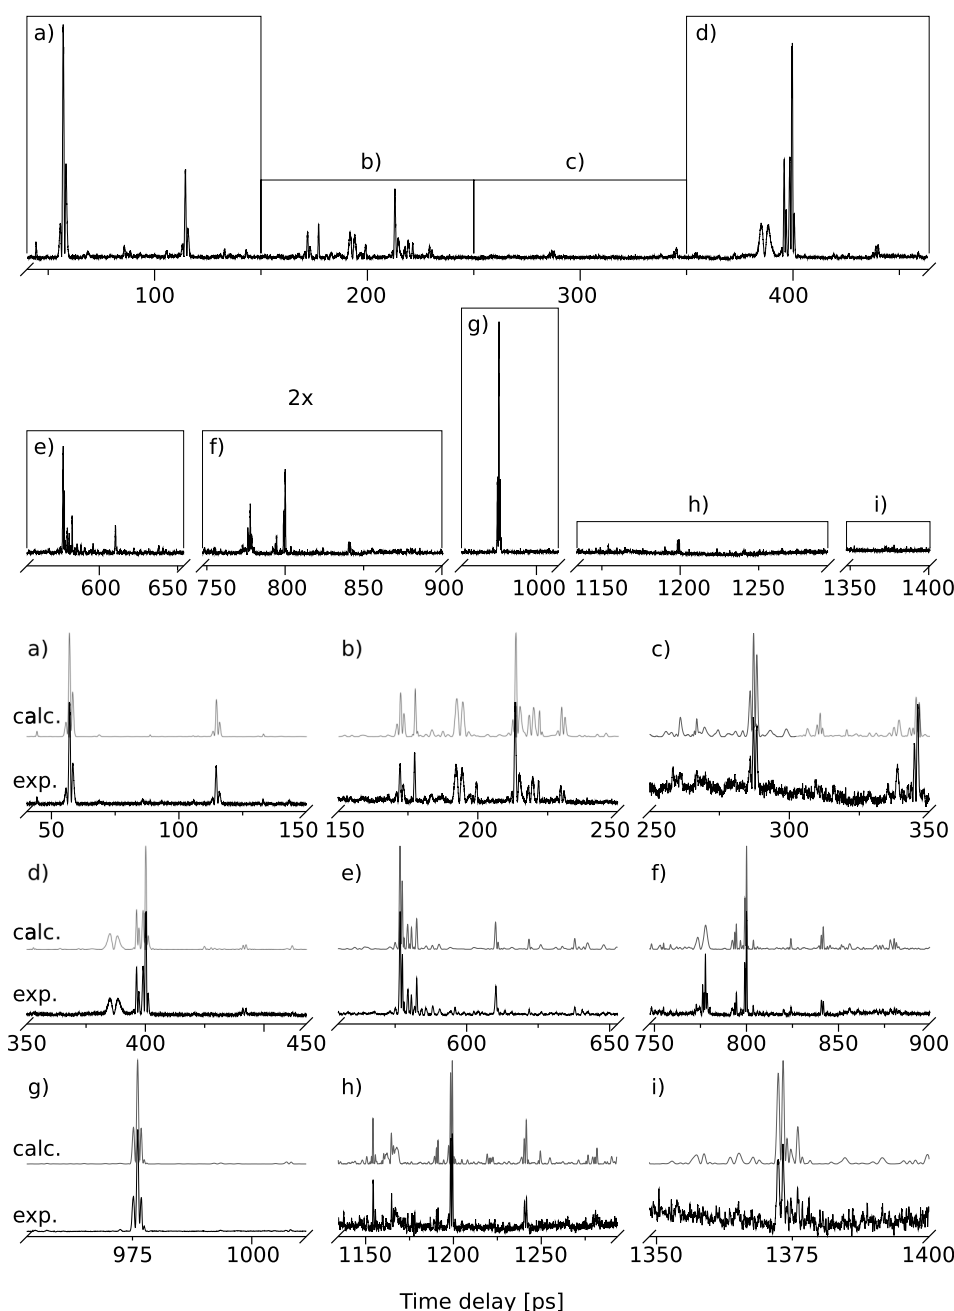 a)
d)
b)
c)
100
200
300
400
g)
2x
e)
f)
h)
i)
600
650
750
800
850
900
1000
1150
1200
1250
1350
1400
a)
b)
c)
calc.
exp.
50
100
150
150
200
250
250
300
350
d)
e)
f)
calc.
exp.
350
400
450
600
650
750
800
850
900
g)
h)
i)
calc.
exp.
975
1000
1150
1200
1250
1350
1375
1400
Time delay [ps]